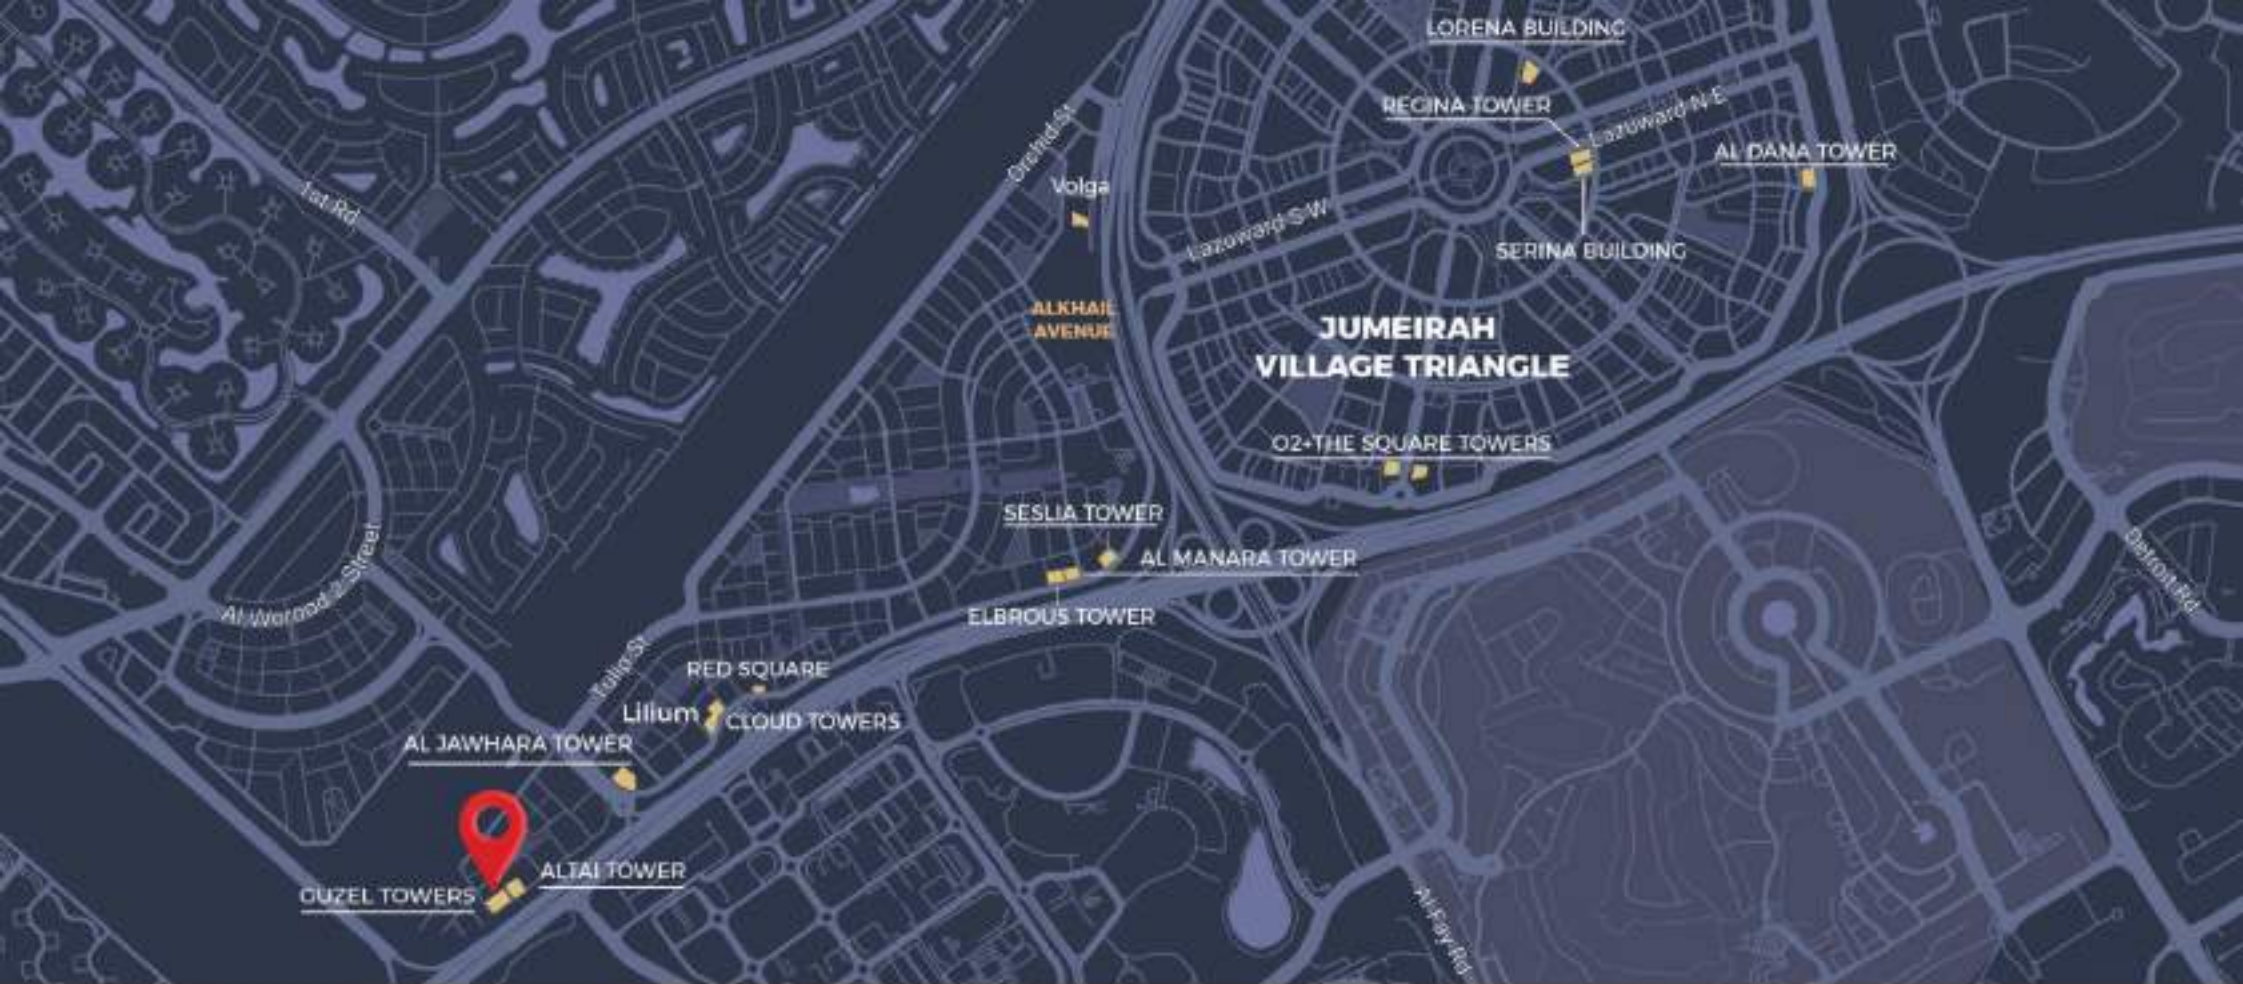 LORENA BUILDING
REGINA TOWER
Lazuward N E
Orchid St
AL DANA TOWER
Volga
1st Rd
Lazuward S W
SERINA BUILDING
ALKHAIL
AVENUE
JUMEIRAH
VILLAGE TRIANGLE
O2+THE SQUARE TOWERS
SESLIA TOWER
AL MANARA TOWER
Detroit Rd
Al Worood 2 Street
ELBROUS TOWER
Tulip St
RED SQUARE
Lilium
CLOUD TOWERS
AL JAWHARA TOWER
ALTAI TOWER
GUZEL TOWERS
Al Fay Rd